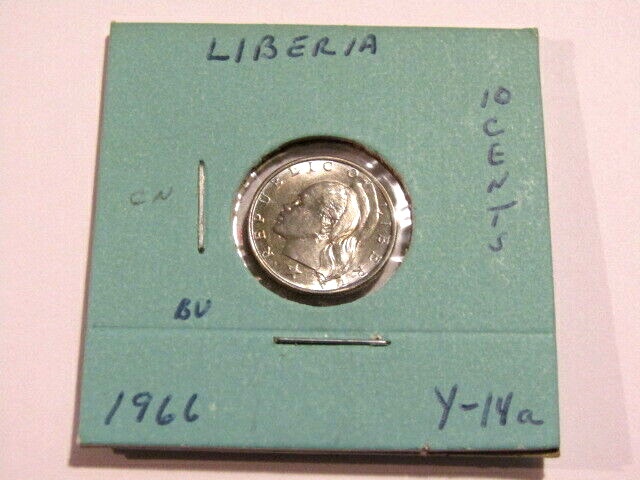 LIBERIA
10 CENTS
CN
REPUBLIC OF LIBERIA
BU
1966
Y-14a